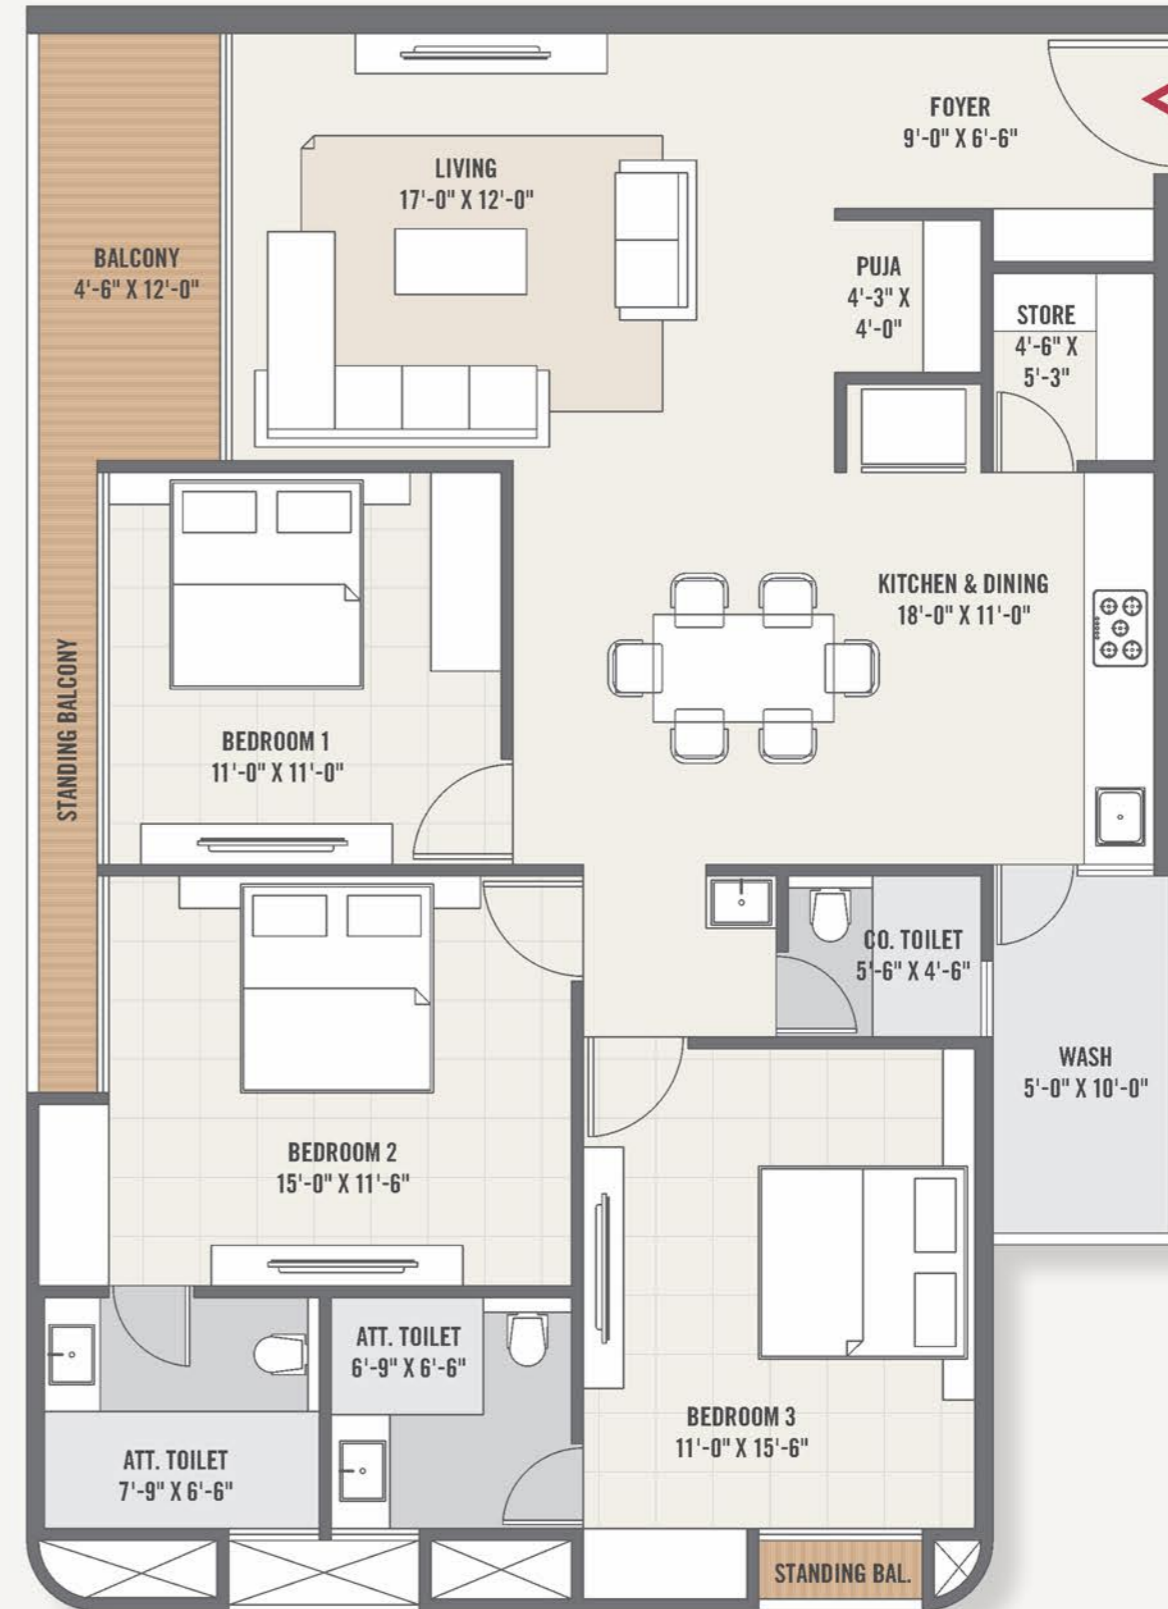 FOYER
9'-0" X 6'-6"
LIVING
17'-0" X 12'-0"
BALCONY
4'-6" X 12'-0"
PUJA
4'-3" X
4'-0"
STORE
4'-6" X
5'-3"
KITCHEN & DINING
18'-0" X 11'-0"
STANDING BALCONY
BEDROOM 1
11'-0" X 11'-0"
CO. TOILET
5'-6" X 4'-6"
WASH
5'-0" X 10'-0"
BEDROOM 2
15'-0" X 11'-6"
ATT. TOILET
6'-9" X 6'-6"
BEDROOM 3
11'-0" X 15'-6"
ATT. TOILET
7'-9" X 6'-6"
STANDING BAL.